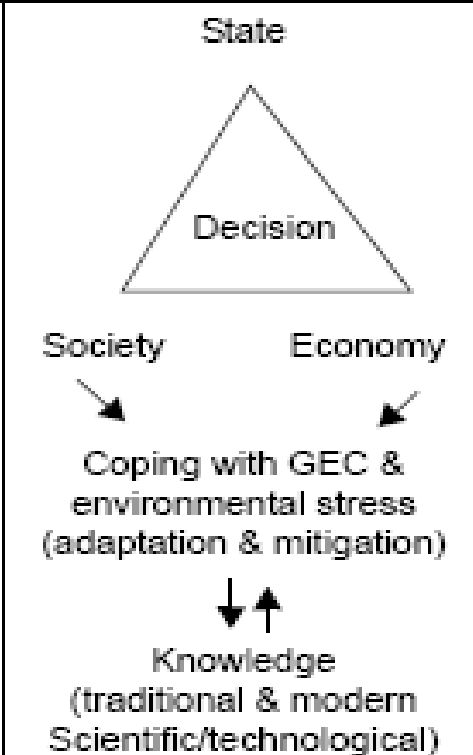 State
Decision
Society Economy
Coping with GEC &
environmental stress
(adaptation & mitigation)
Knowledge
(traditional & modern
Scientific/technological)